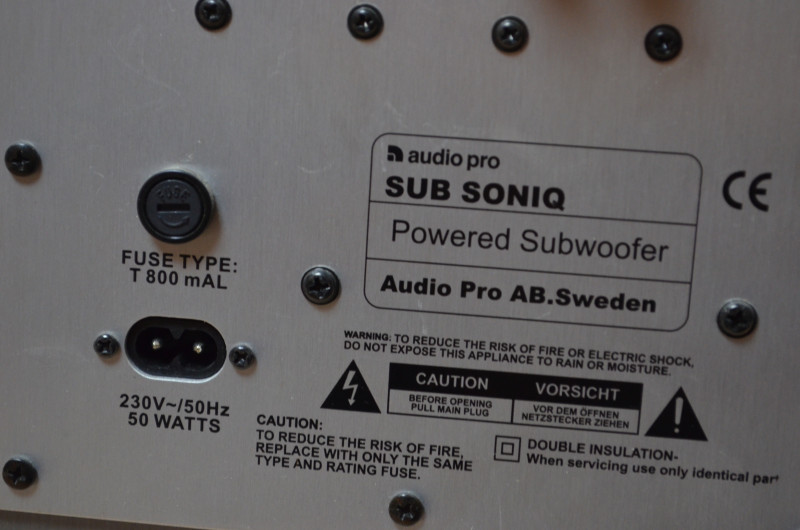 audio pro
SUB SONIQ
Powered Subwoofer
Audio Pro AB.Sweden
CE
FUSE TYPE:
T 800 mAL
230V~/50Hz
50 WATTS
WARNING: TO REDUCE THE RISK OF FIRE OR ELECTRIC SHOCK,
DO NOT EXPOSE THIS APPLIANCE TO RAIN OR MOISTURE.
CAUTION
BEFORE OPENING
PULL MAIN PLUG
VORSICHT
VOR DEM ÖFFNEN
NETZSTECKER ZIEHEN
CAUTION:
TO REDUCE THE RISK OF FIRE,
REPLACE WITH ONLY THE SAME
TYPE AND RATING FUSE.
DOUBLE INSULATION-
When servicing use only identical part